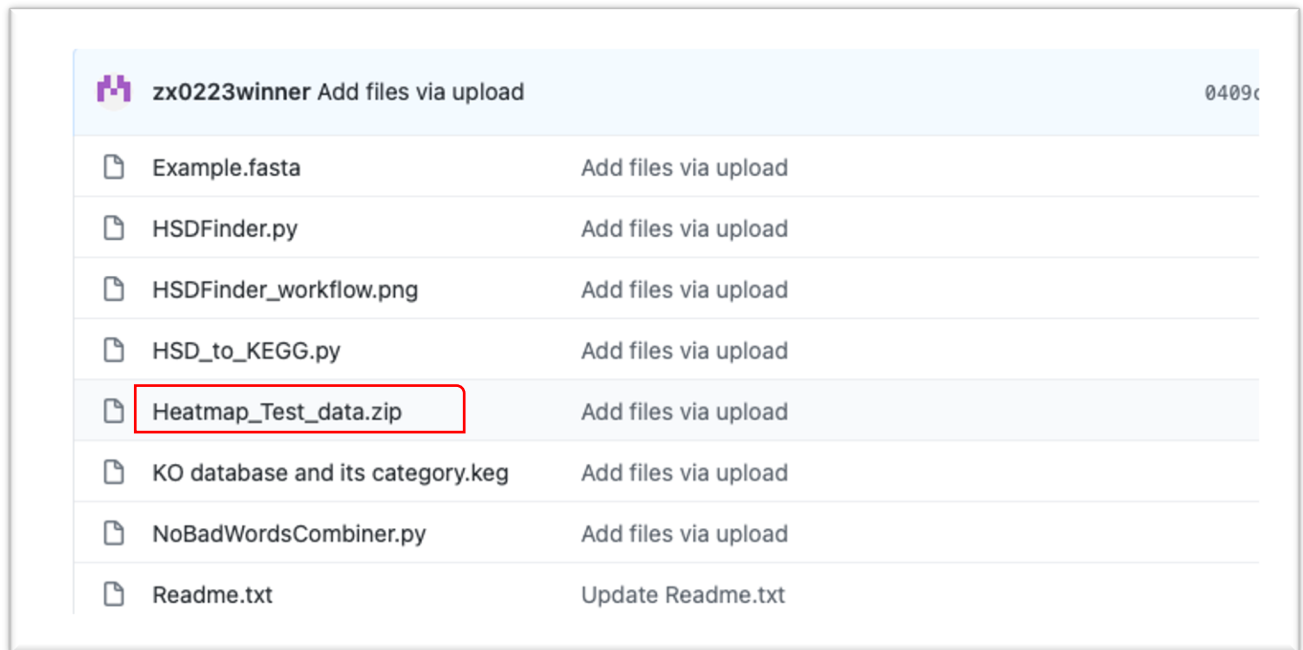 zx0223winner Add files via upload 0409c
Example.fasta Add files via upload
HSDFinder.py Add files via upload
HSDFinder_workflow.png Add files via upload
HSD_to_KEGG.py Add files via upload
Heatmap_Test_data.zip Add files via upload
KO database and its category.keg Add files via upload
NoBadWordsCombiner.py Add files via upload
Readme.txt Update Readme.txt